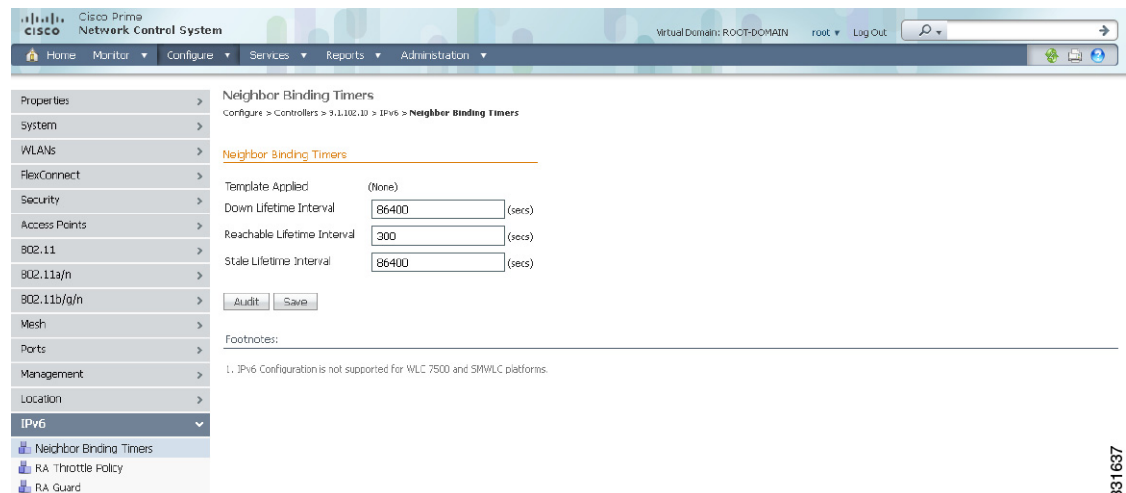 Cisco Prime
CISCO Network Control System
Virtual Domain: ROOT-DOMAIN root Log Out
Home Monitor Configure Services Reports Administration
Properties
System
WLANs
FlexConnect
Security
Access Points
802.11
802.11a/n
802.11b/g/n
Mesh
Ports
Management
Location
IPv6
Neighbor Binding Timers
RA Throttle Policy
RA Guard
Neighbor Binding Timers
Configure > Controllers > 9.1.102.10 > IPv6 > Neighbor Binding Timers
Neighbor Binding Timers
Template Applied (None)
Down Lifetime Interval 86400 (secs)
Reachable Lifetime Interval 300 (secs)
Stale Lifetime Interval 86400 (secs)
Audit Save
Footnotes:
1. IPv6 Configuration is not supported for WLC 7500 and SMWLC platforms.
331637